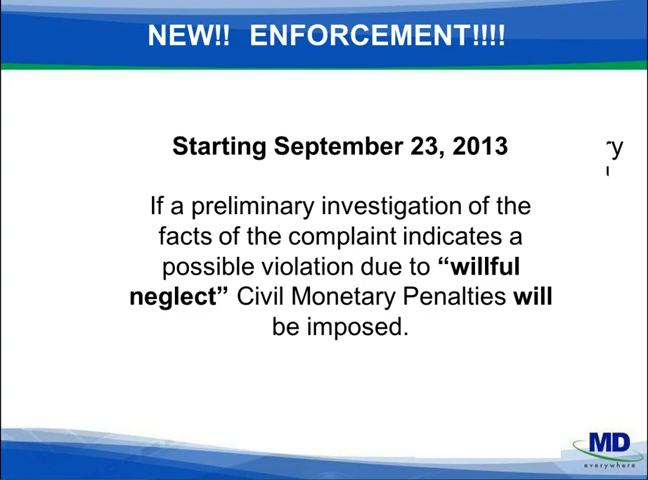 NEW!! ENFORCEMENT!!!!
Starting September 23, 2013
If a preliminary investigation of the
facts of the complaint indicates a
possible violation due to “willful
neglect” Civil Monetary Penalties will
be imposed.
MD
everywhere